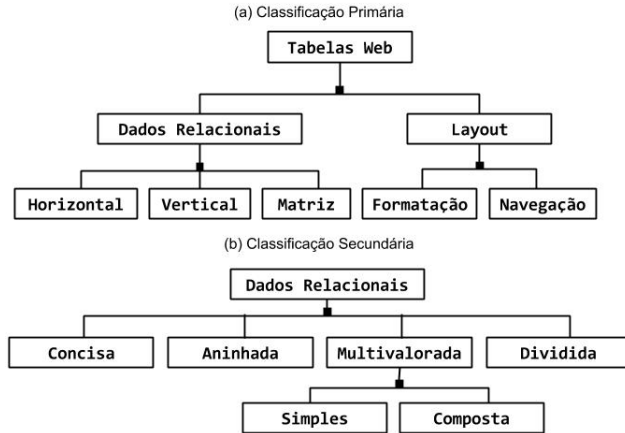 (a) Classificação Primária
Tabelas Web
Dados Relacionais
Layout
Horizontal
Vertical
Matriz
Formatação
Navegação
(b) Classificação Secundária
Dados Relacionais
Concisa
Aninhada
Multivalorada
Dividida
Simples
Composta